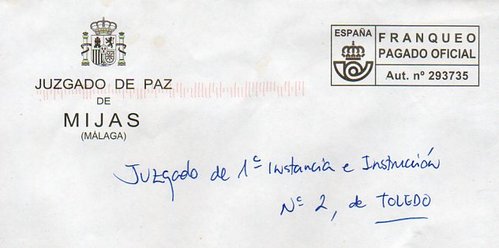 JUZGADO DE PAZ
DE
MIJAS
(MÁLAGA)
ESPAÑA
FRANQUEO
PAGADO OFICIAL
Aut. nº 293735
Juzgado de 1ª Instancia e Instrucción
Nº 2, de TOLEDO